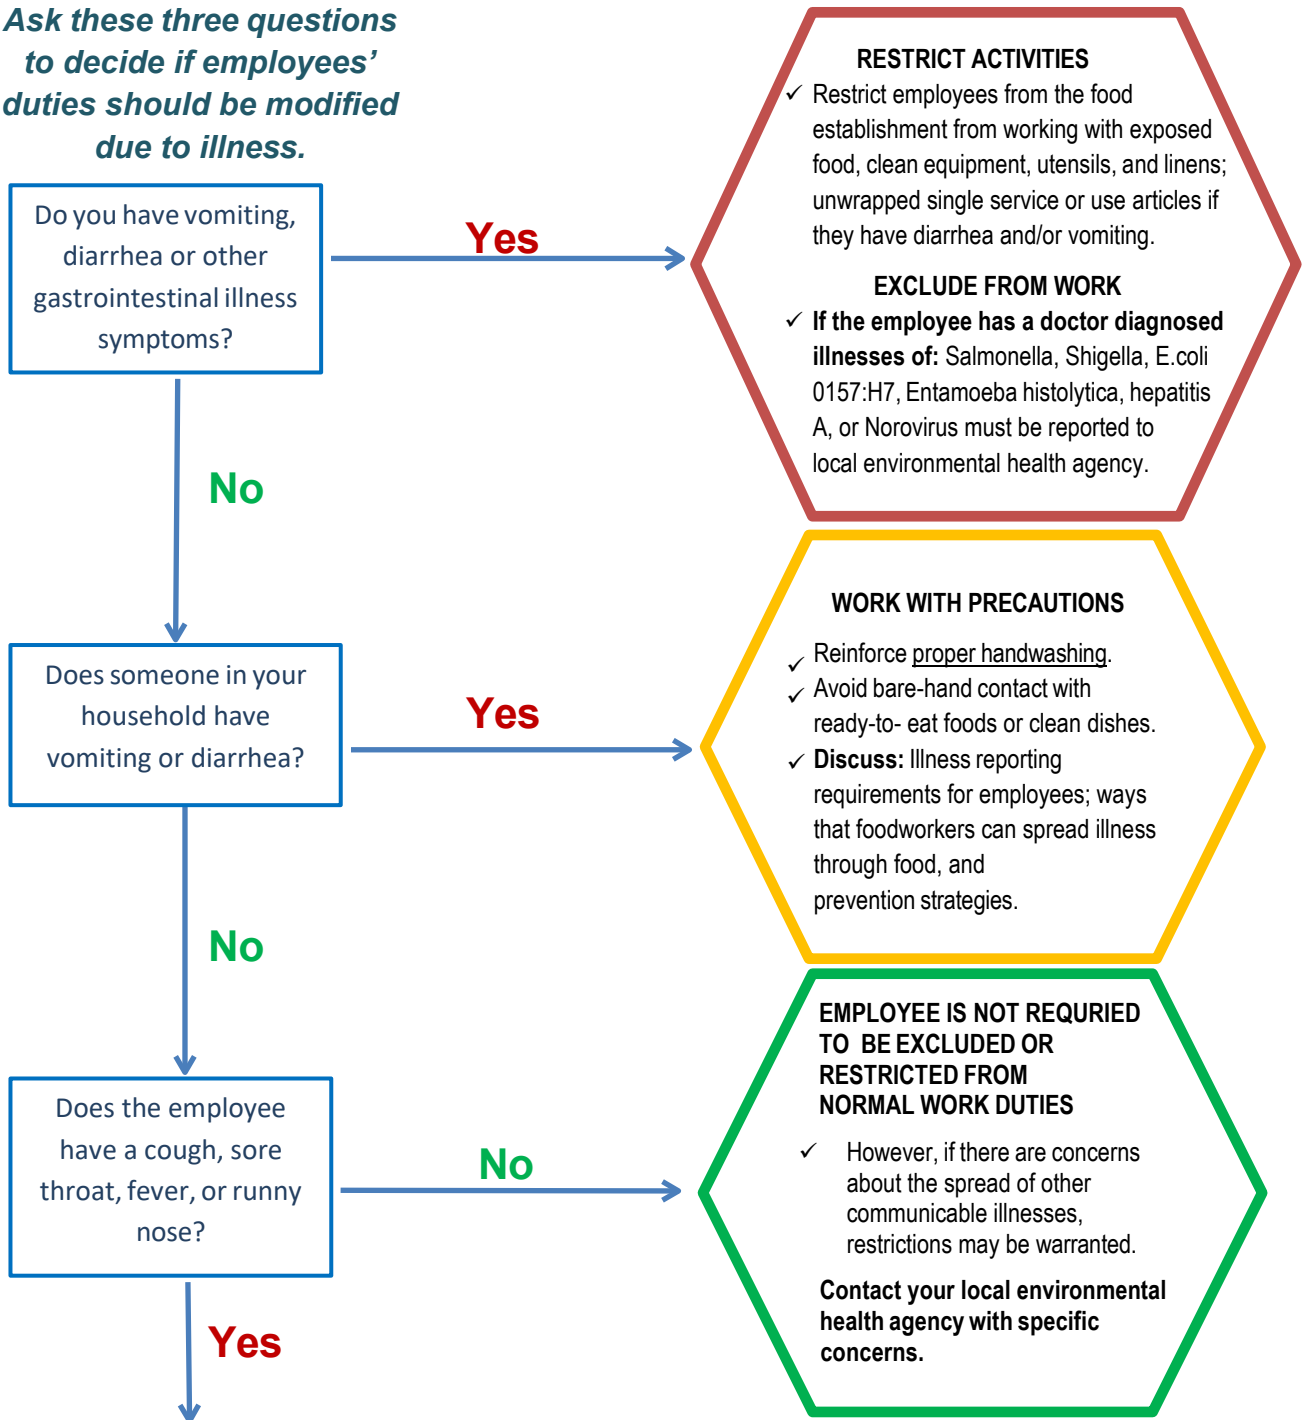 Ask these three questions
to decide if employees’
duties should be modified
due to illness.
Do you have vomiting,
diarrhea or other
gastrointestinal illness
symptoms?
Yes
RESTRICT ACTIVITIES
✓ Restrict employees from the food
establishment from working with exposed
food, clean equipment, utensils, and linens;
unwrapped single service or use articles if
they have diarrhea and/or vomiting.
EXCLUDE FROM WORK
✓ If the employee has a doctor diagnosed
illnesses of: Salmonella, Shigella, E.coli
0157:H7, Entamoeba histolytica, hepatitis
A, or Norovirus must be reported to
local environmental health agency.
No
Does someone in your
household have
vomiting or diarrhea?
Yes
WORK WITH PRECAUTIONS
✓ Reinforce proper handwashing.
✓ Avoid bare-hand contact with
ready-to- eat foods or clean dishes.
✓ Discuss: Illness reporting
requirements for employees; ways
that foodworkers can spread illness
through food, and
prevention strategies.
No
Does the employee
have a cough, sore
throat, fever, or runny
nose?
No
EMPLOYEE IS NOT REQURIED
TO BE EXCLUDED OR
RESTRICTED FROM
NORMAL WORK DUTIES
✓ However, if there are concerns
about the spread of other
communicable illnesses,
restrictions may be warranted.
Contact your local environmental
health agency with specific
concerns.
Yes